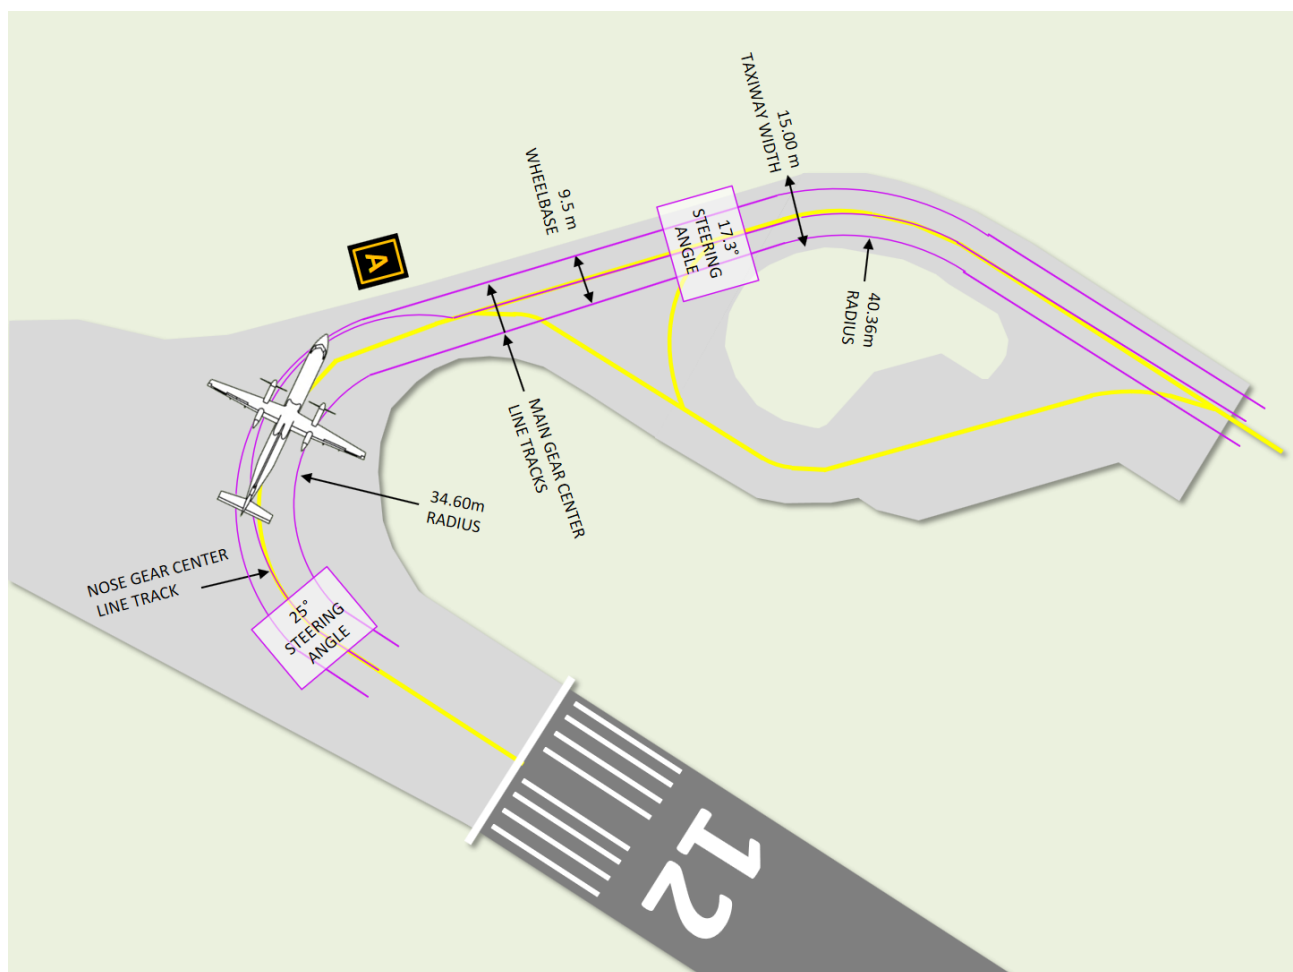 TAXIWAY WIDTH
15.00 m
WHEELBASE
9.5 m
17.3°
STEERING
ANGLE
A
40.36m
RADIUS
MAIN GEAR CENTER
LINE TRACKS
34.60m
RADIUS
NOSE GEAR CENTER
LINE TRACK
25°
STEERING
ANGLE
12